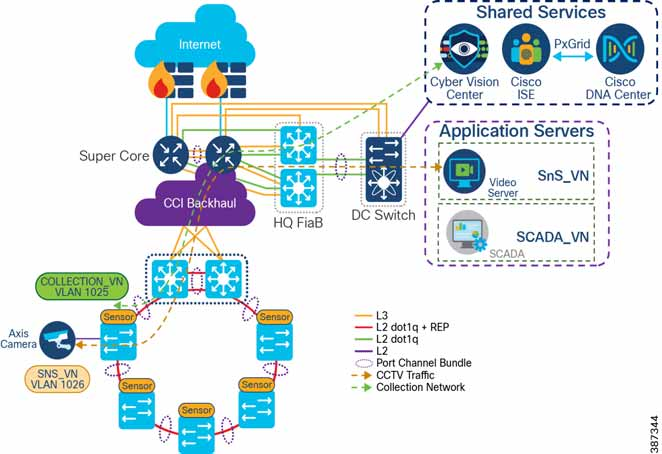 Internet
Shared Services
PxGrid
Cyber Vision
Center
Cisco
ISE
Cisco
DNA Center
Super Core
CCI Backhaul
HQ FiaB
DC Switch
Application Servers
Video
Server
SnS_VN
SCADA
SCADA_VN
COLLECTION_VN
VLAN 1025
Sensor
Axis
Camera
SNS_VN
VLAN 1026
Sensor
Sensor
Sensor
Sensor
L3
L2 dot1q + REP
L2 dot1q
L2
Port Channel Bundle
CCTV Traffic
Collection Network
387344